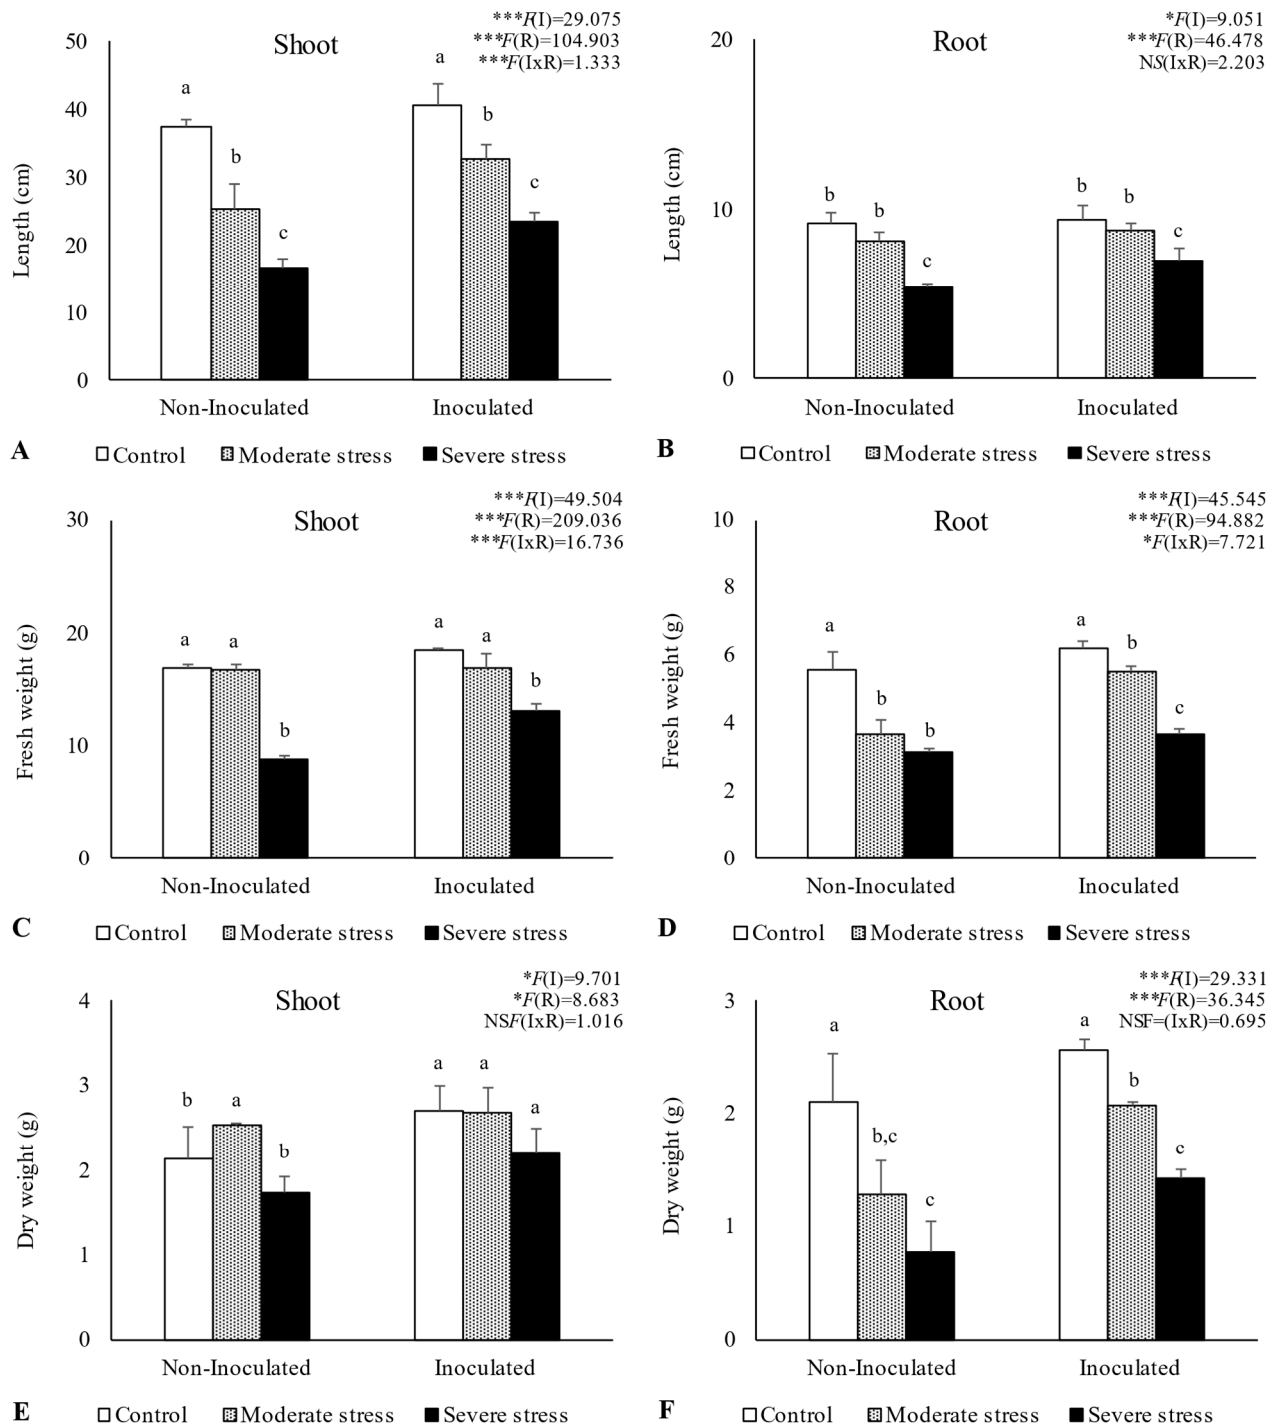 ***F(I)=29.075
***F(R)=104.903
***F(IxR)=1.333
Shoot
50
40
30
20
10
0
Length (cm)
a
b
c
a
b
c
Non-Inoculated
Inoculated
A
Control
Moderate stress
Severe stress
*F(I)=9.051
***F(R)=46.478
NS(IxR)=2.203
Root
20
10
0
Length (cm)
b
b
c
b
b
c
Non-Inoculated
Inoculated
B
Control
Moderate stress
Severe stress
***F(I)=49.504
***F(R)=209.036
***F(IxR)=16.736
Shoot
30
20
10
0
Fresh weight (g)
a
a
b
a
a
b
Non-Inoculated
Inoculated
C
Control
Moderate stress
Severe stress
***F(I)=45.545
***F(R)=94.882
*F(IxR)=7.721
Root
10
8
6
4
2
0
Fresh weight (g)
a
b
b
a
b
c
Non-Inoculated
Inoculated
D
Control
Moderate stress
Severe stress
*F(I)=9.701
*F(R)=8.683
NSF(IxR)=1.016
Shoot
4
3
2
1
0
Dry weight (g)
b
a
b
a
a
a
Non-Inoculated
Inoculated
E
Control
Moderate stress
Severe stress
***F(I)=29.331
***F(R)=36.345
NSF=(IxR)=0.695
Root
3
2
1
0
Dry weight (g)
a
b,c
c
a
b
c
Non-Inoculated
Inoculated
F
Control
Moderate stress
Severe stress